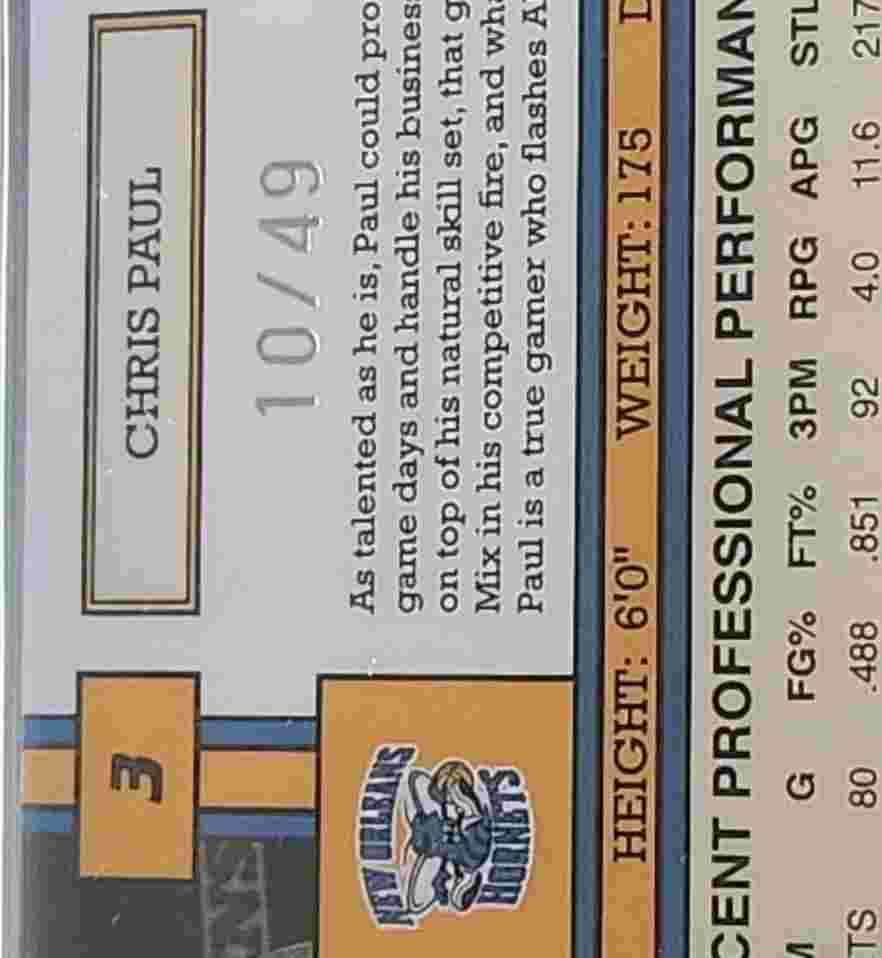 CHRIS PAUL
10/49
As talented as he is, Paul could pro
game days and handle his busines
on top of his natural skill set, that g
Mix in his competitive fire, and wha
Paul is a true gamer who flashes A
3
NEW ORLEANS
HORNETS
HEIGHT: 6'0" WEIGHT: 175 D
CENT PROFESSIONAL PERFORMAN
G FG% FT% 3PM RPG APG STL
TS 80 .488 .851 92 4.0 11.6 217